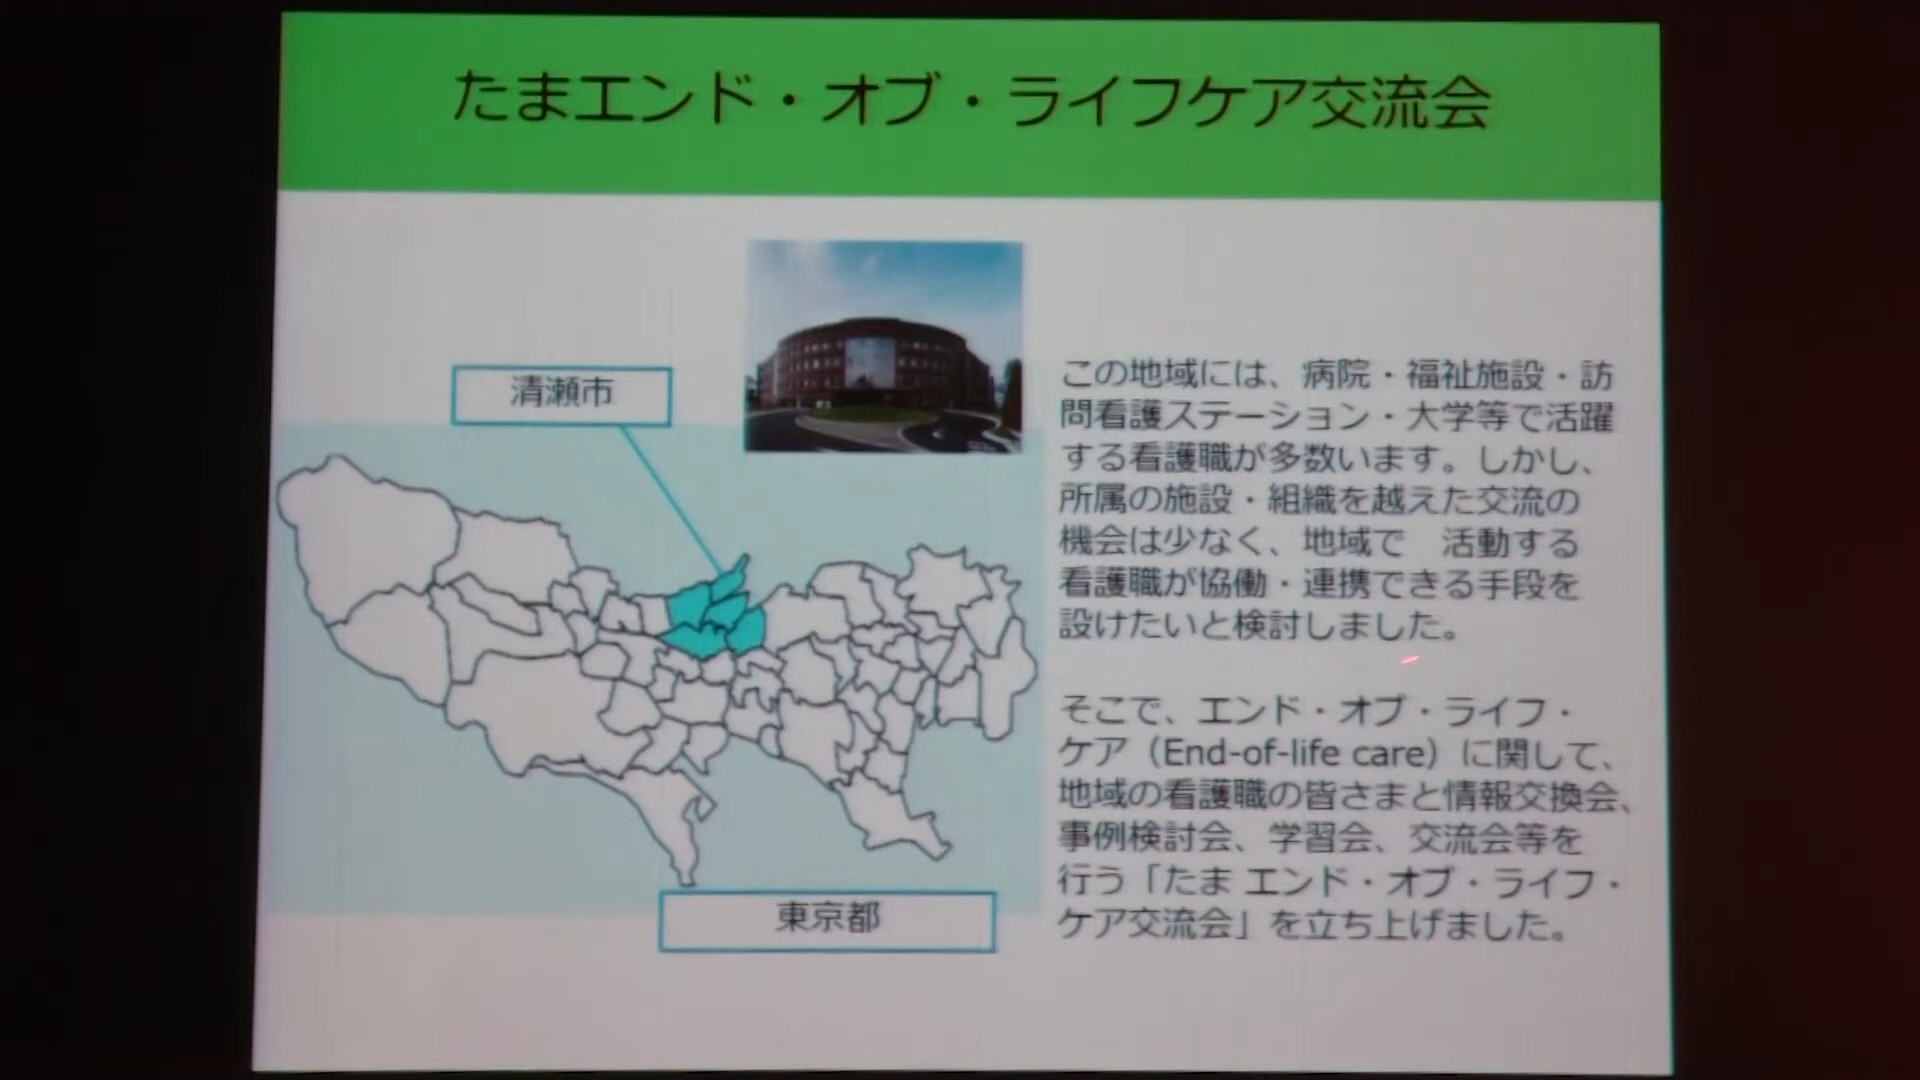 たまエンド・オブ・ライフケア交流会
清瀬市
この地域には、病院・福祉施設・訪
問看護ステーション・大学等で活躍
する看護職が多数います。しかし、
所属の施設・組織を越えた交流の
機会は少なく、地域で　活動する
看護職が協働・連携できる手段を
設けたいと検討しました。
そこで、エンド・オブ・ライフ・
ケア（End-of-life care）に関して、
地域の看護職の皆さまと情報交換会、
事例検討会、学習会、交流会等を
行う「たま エンド・オブ・ライフ・
ケア交流会」を立ち上げました。
東京都